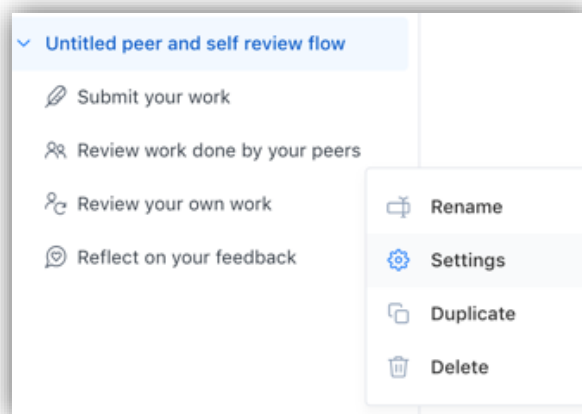 Untitled peer and self review flow
Submit your work
Review work done by your peers
Review your own work
Reflect on your feedback
Rename
Settings
Duplicate
Delete